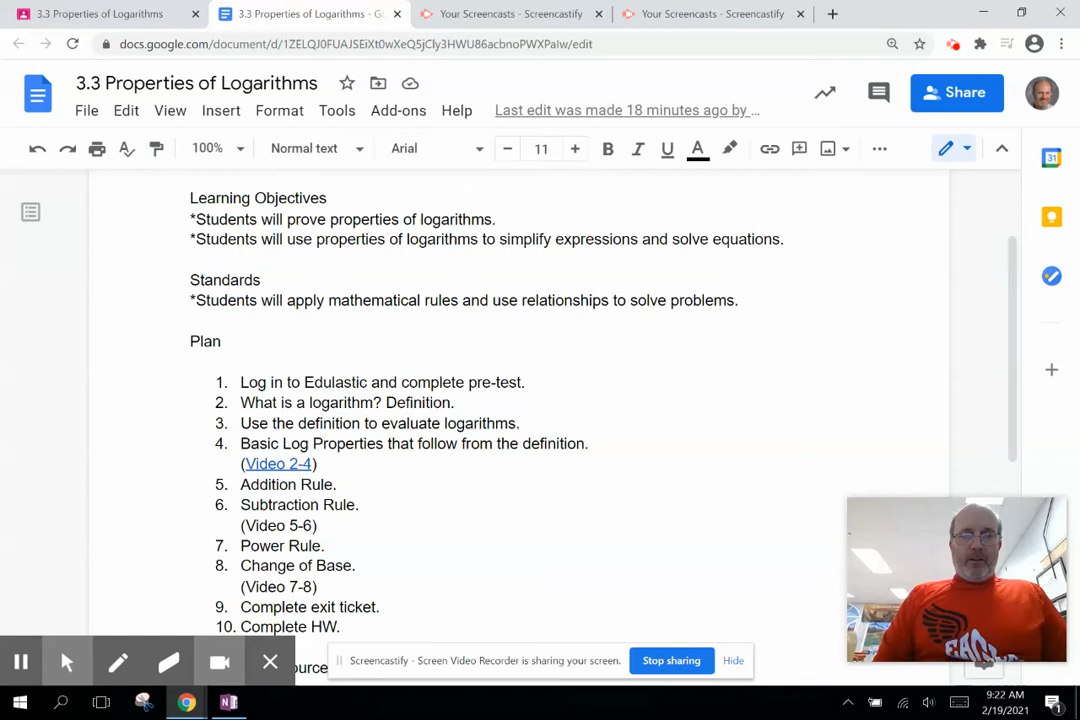 3.3 Properties of Logarithms
3.3 Properties of Logarithms - Go
Your Screencasts - Screencastify
Your Screencasts - Screencastify
docs.google.com/document/d/1ZELQJ0FUAJSEiXt0wXeQ5jCly3HWU86acbnoPWXPaIw/edit
3.3 Properties of Logarithms
Share
File Edit View Insert Format Tools Add-ons Help Last edit was made 18 minutes ago by ...
100% Normal text Arial 11
31
Learning Objectives
*Students will prove properties of logarithms.
*Students will use properties of logarithms to simplify expressions and solve equations.
Standards
*Students will apply mathematical rules and use relationships to solve problems.
Plan
1. Log in to Edulastic and complete pre-test.
2. What is a logarithm? Definition.
3. Use the definition to evaluate logarithms.
4. Basic Log Properties that follow from the definition.
(Video 2-4)
5. Addition Rule.
6. Subtraction Rule.
(Video 5-6)
7. Power Rule.
8. Change of Base.
(Video 7-8)
9. Complete exit ticket.
10. Complete HW.
Screencastify - Screen Video Recorder is sharing your screen. Stop sharing Hide
9:22 AM
2/19/2021